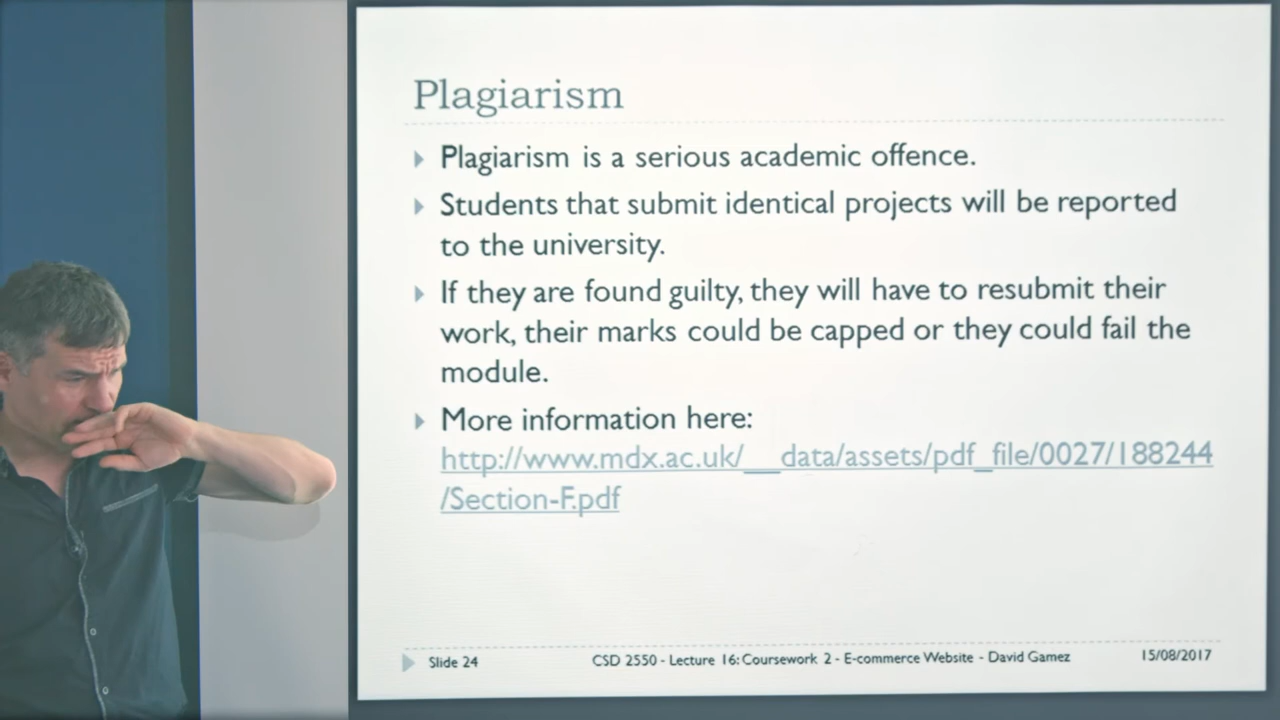 Plagiarism
Plagiarism is a serious academic offence.
Students that submit identical projects will be reported
to the university.
If they are found guilty, they will have to resubmit their
work, their marks could be capped or they could fail the
module.
More information here:
http://www.mdx.ac.uk/__data/assets/pdf_file/0027/188244
/Section-F.pdf
Slide 24 CSD 2550 - Lecture 16: Coursework 2 - E-commerce Website - David Gamez 15/08/2017